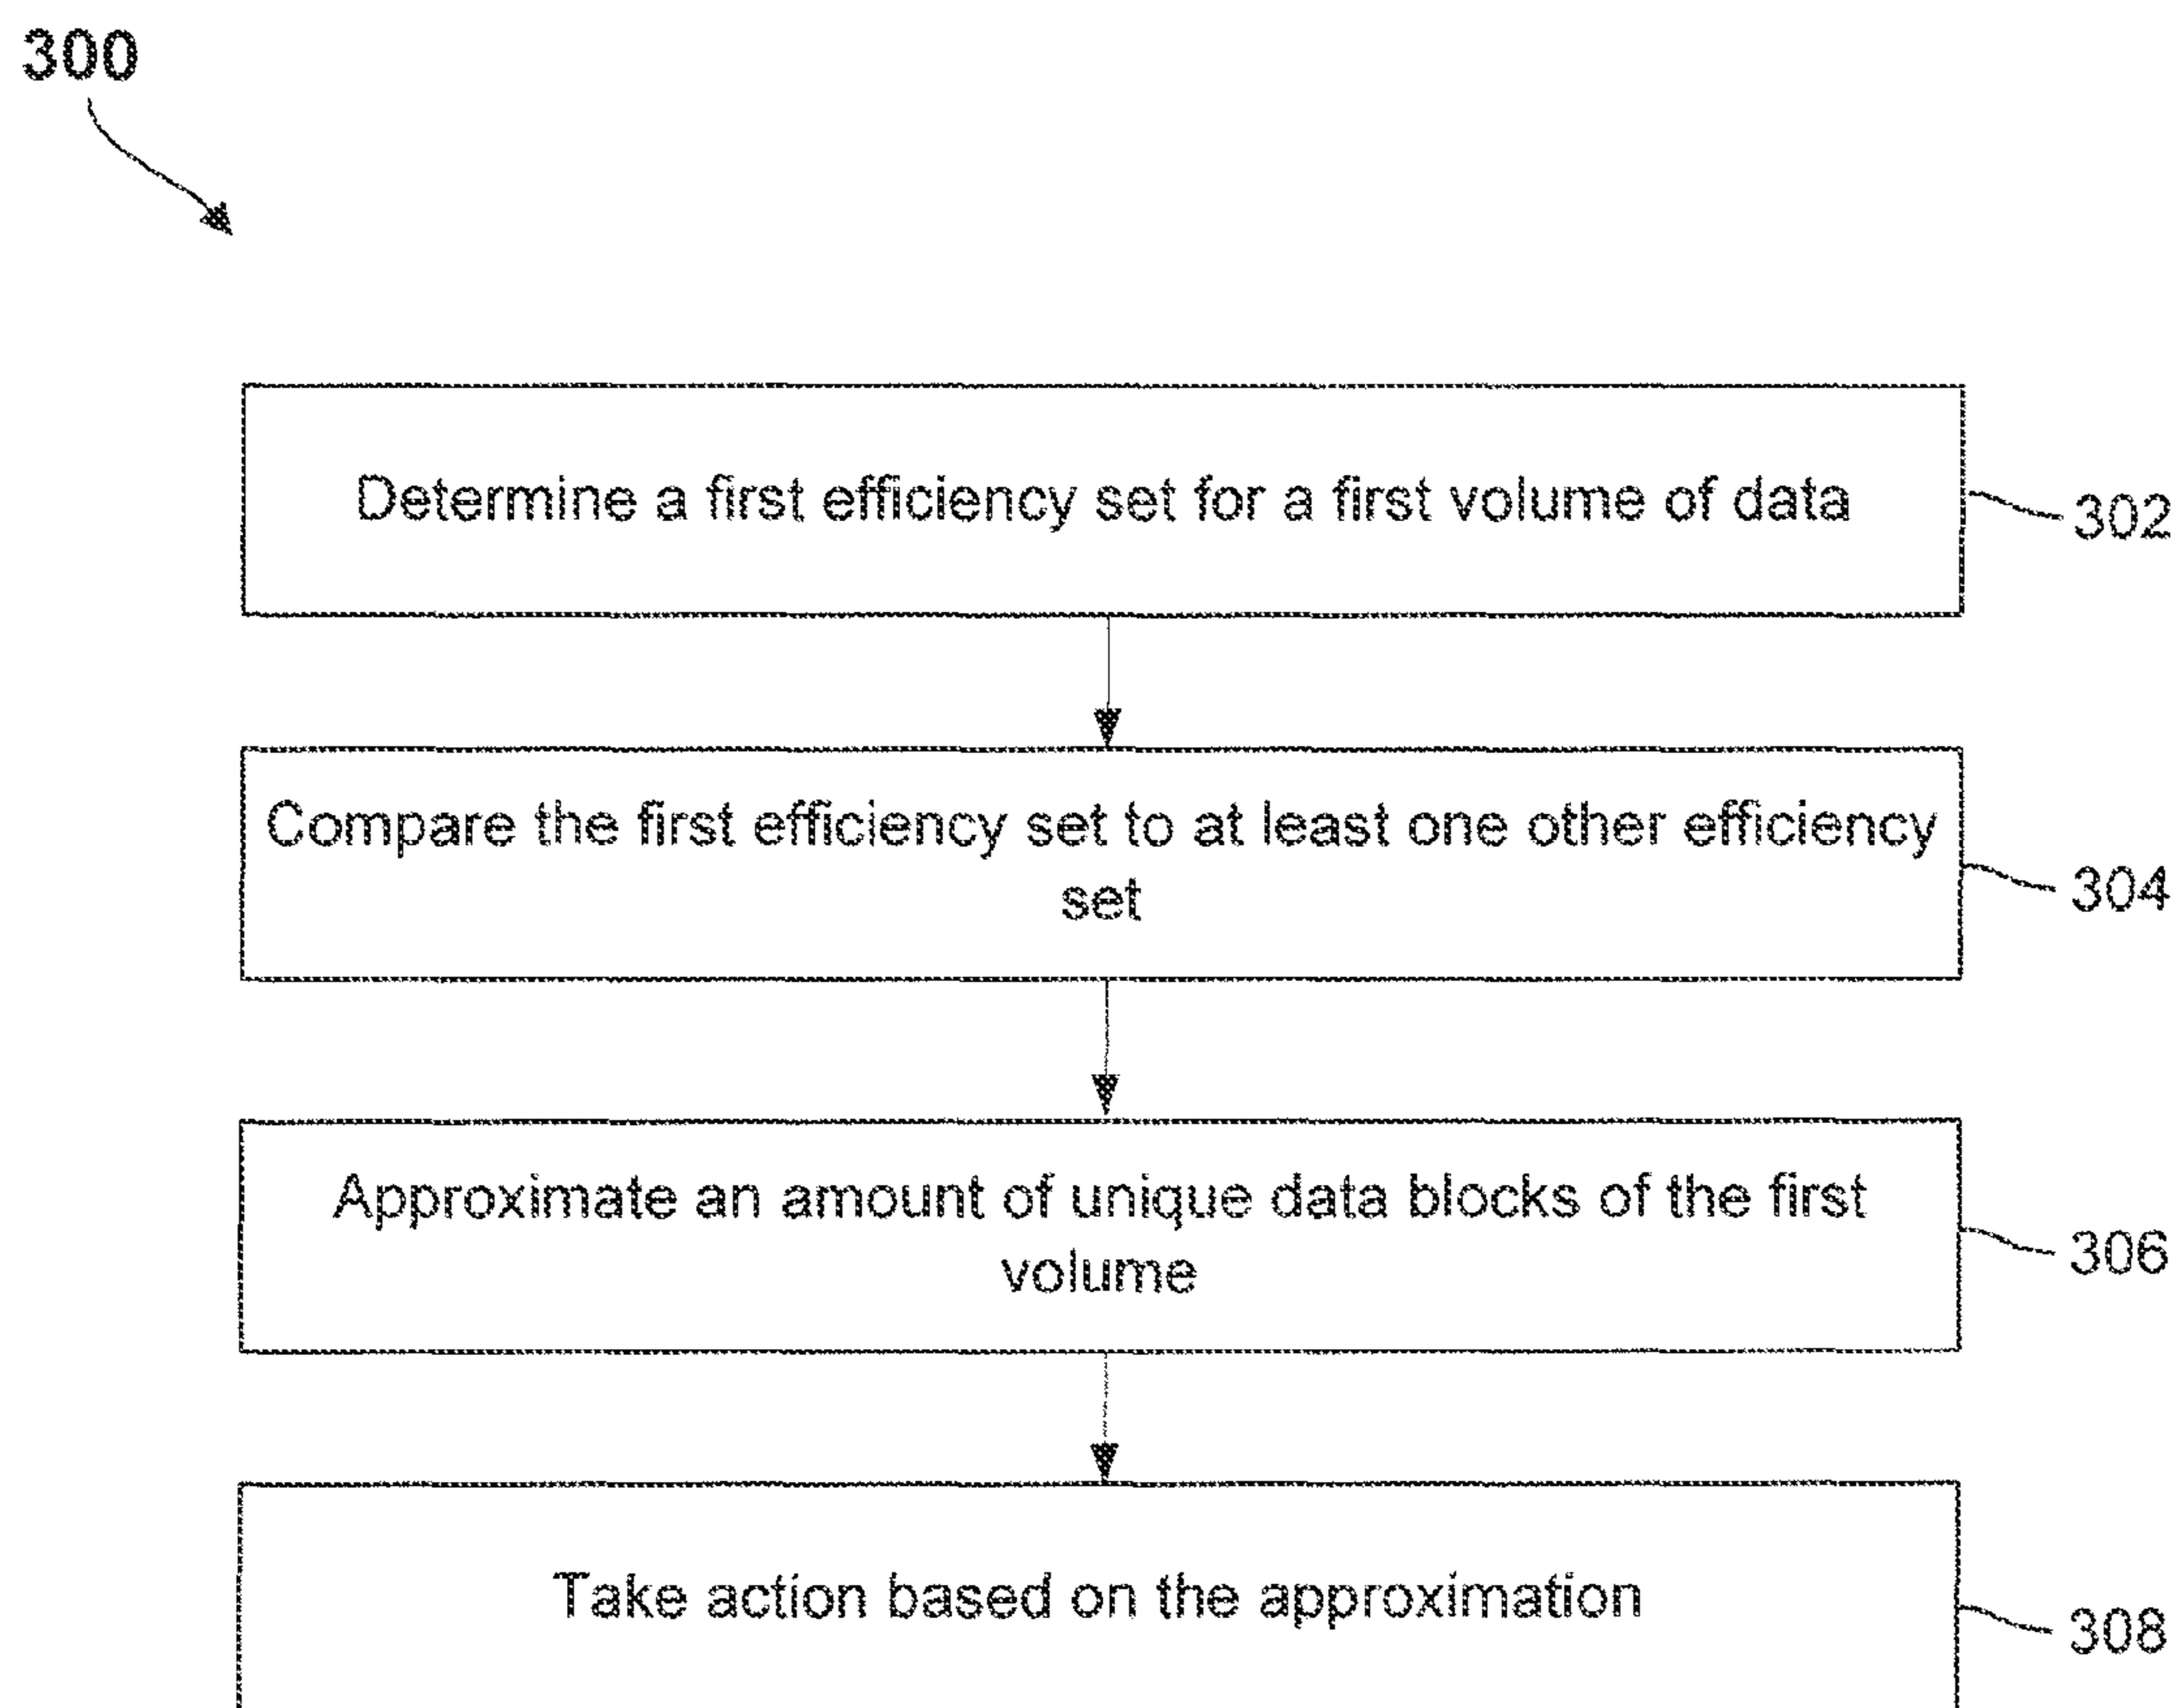 300
Determine a first efficiency set for a first volume of data
302
Compare the first efficiency set to at least one other efficiency
set
304
Approximate an amount of unique data blocks of the first
volume
306
Take action based on the approximation
308